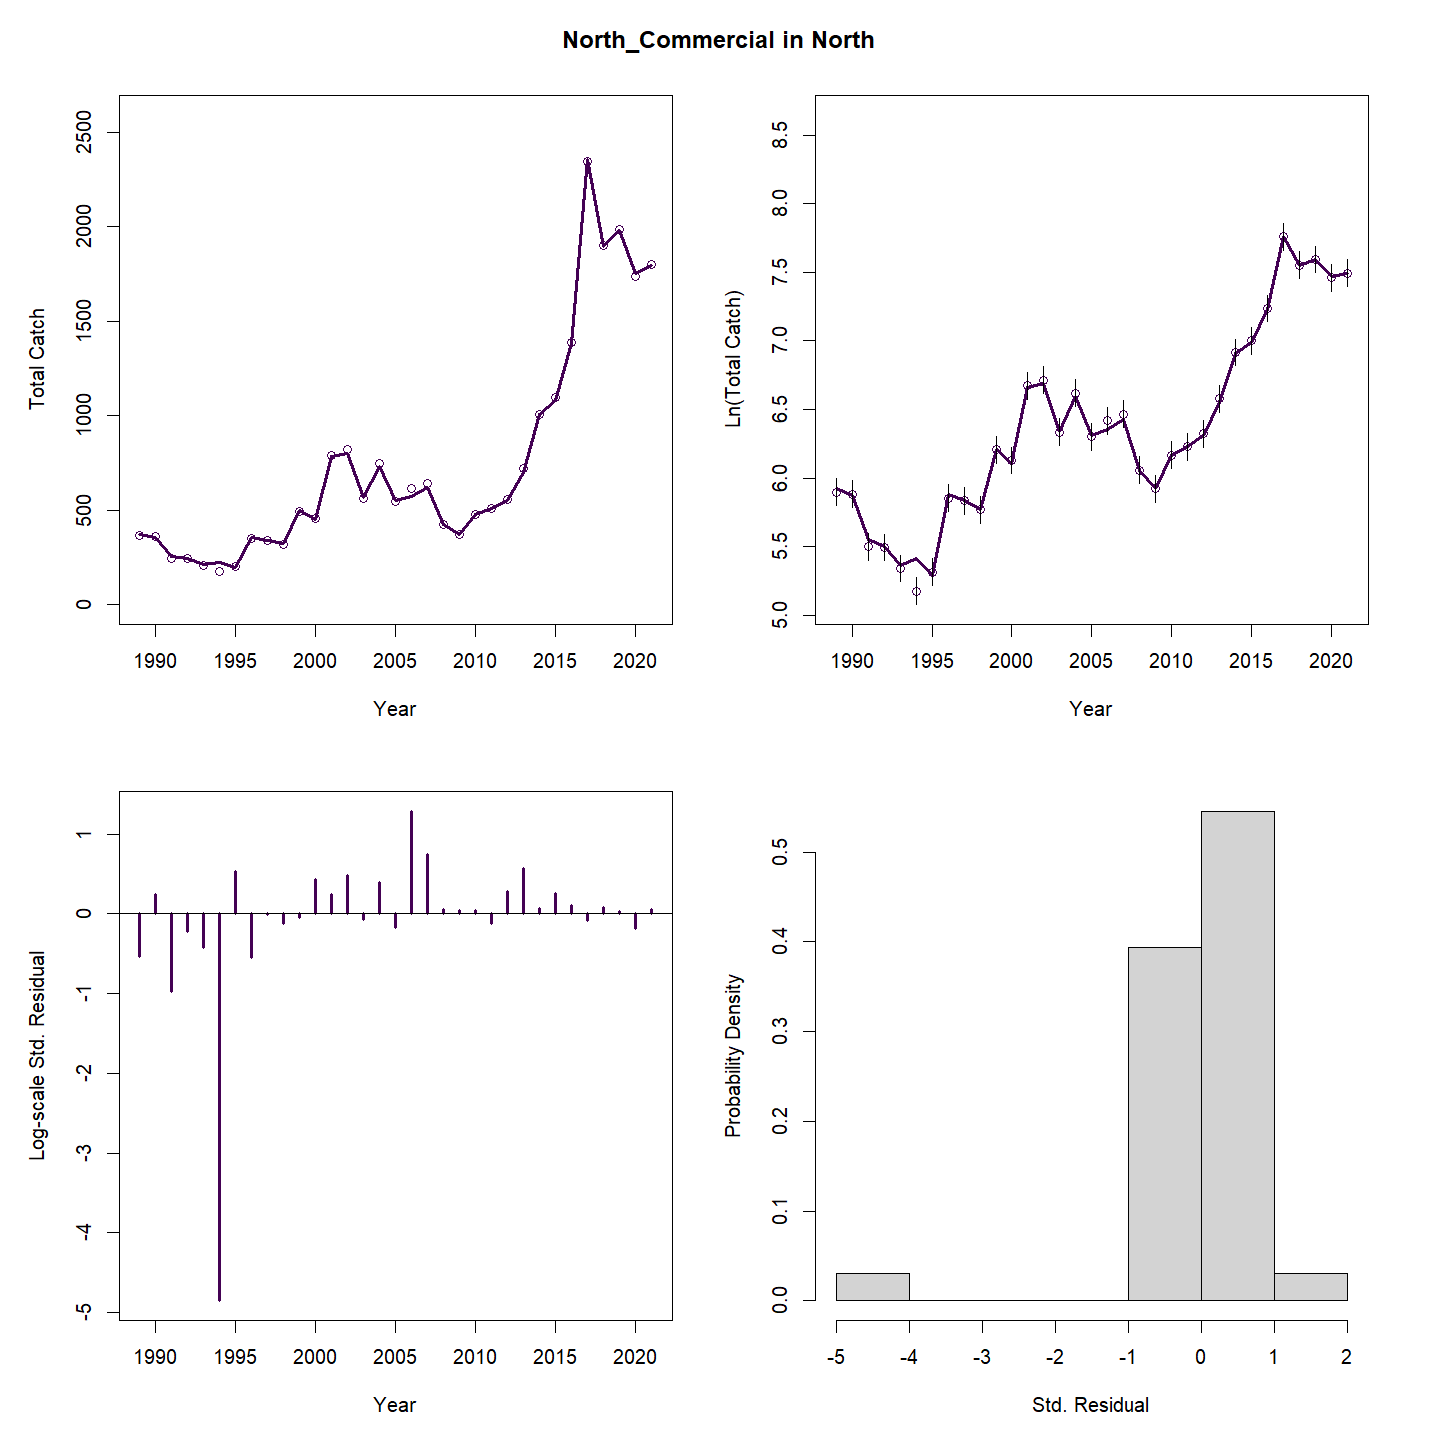 North_Commercial in North
Total Catch
2500
2000
1500
1000
500
0
1990 1995 2000 2005 2010 2015 2020
Year
Ln(Total Catch)
8.5
8.0
7.5
7.0
6.5
6.0
5.5
5.0
1990 1995 2000 2005 2010 2015 2020
Year
Log-scale Std. Residual
1
0
-1
-2
-3
-4
-5
1990 1995 2000 2005 2010 2015 2020
Year
Probability Density
0.5
0.4
0.3
0.2
0.1
0.0
-5 -4 -3 -2 -1 0 1 2
Std. Residual